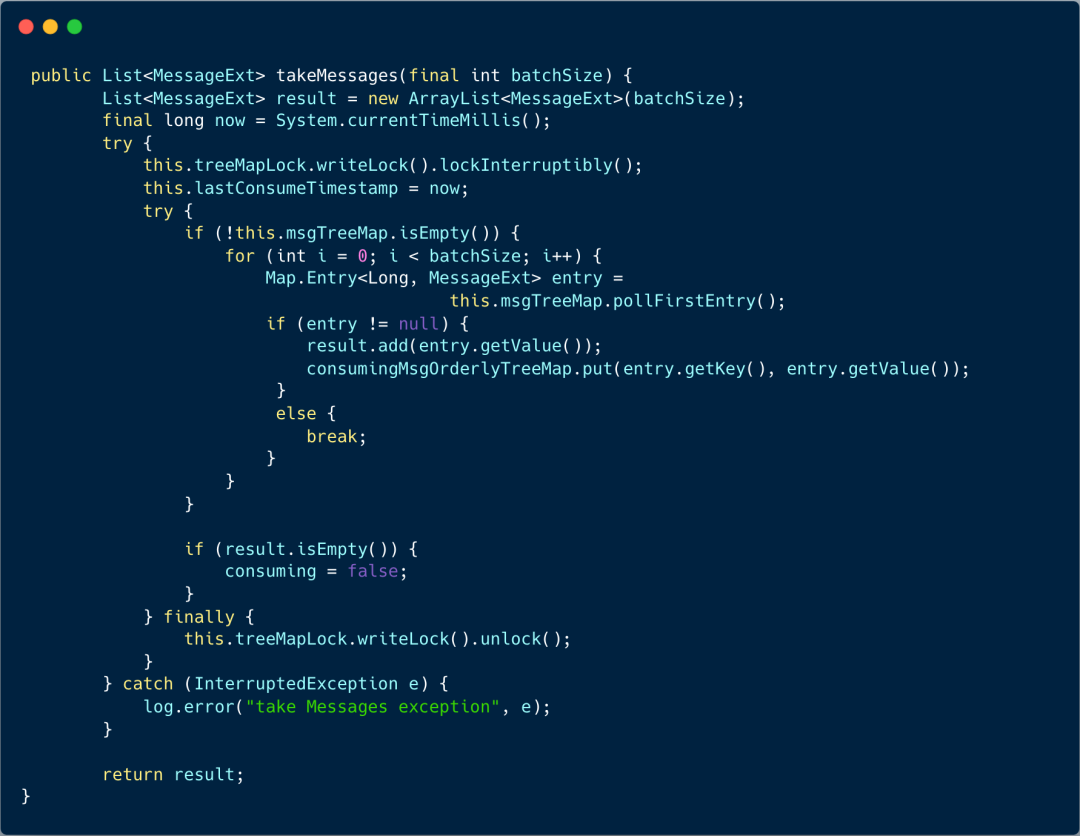 public List<MessageExt> takeMessages(final int batchSize) {
        List<MessageExt> result = new ArrayList<MessageExt>(batchSize);
        final long now = System.currentTimeMillis();
        try {
            this.treeMapLock.writeLock().lockInterruptibly();
            this.lastConsumeTimestamp = now;
            try {
                if (!this.msgTreeMap.isEmpty()) {
                    for (int i = 0; i < batchSize; i++) {
                        Map.Entry<Long, MessageExt> entry =
                                          this.msgTreeMap.pollFirstEntry();
                        if (entry != null) {
                            result.add(entry.getValue());
                            consumingMsgOrderlyTreeMap.put(entry.getKey(), entry.getValue());
                         }
                         else {
                            break;
                        }
                    }
                }

                if (result.isEmpty()) {
                    consuming = false;
                }
            } finally {
                this.treeMapLock.writeLock().unlock();
            }
        } catch (InterruptedException e) {
            log.error("take Messages exception", e);
        }

        return result;
}